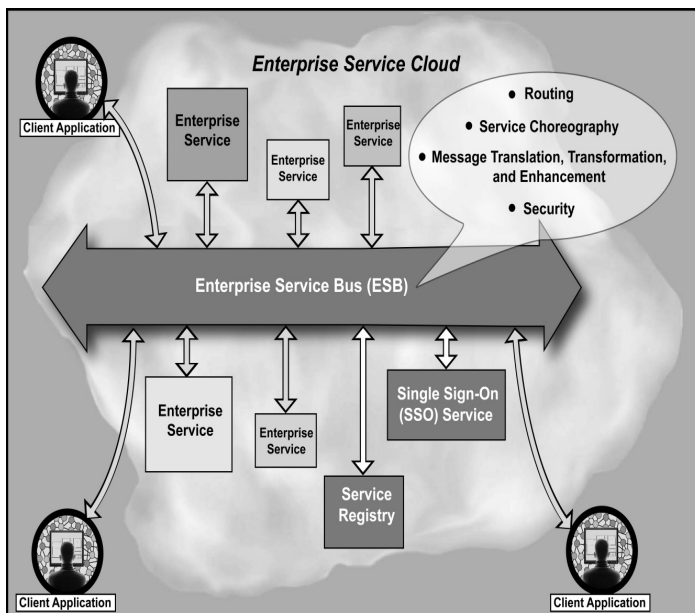 Enterprise Service Cloud
Client Application
Enterprise
Service
Enterprise
Service
Enterprise
Service
• Routing
• Service Choreography
• Message Translation, Transformation,
and Enhancement
• Security
Enterprise Service Bus (ESB)
Enterprise
Service
Enterprise
Service
Service
Registry
Single Sign-On
(SSO) Service
Client Application
Client Application